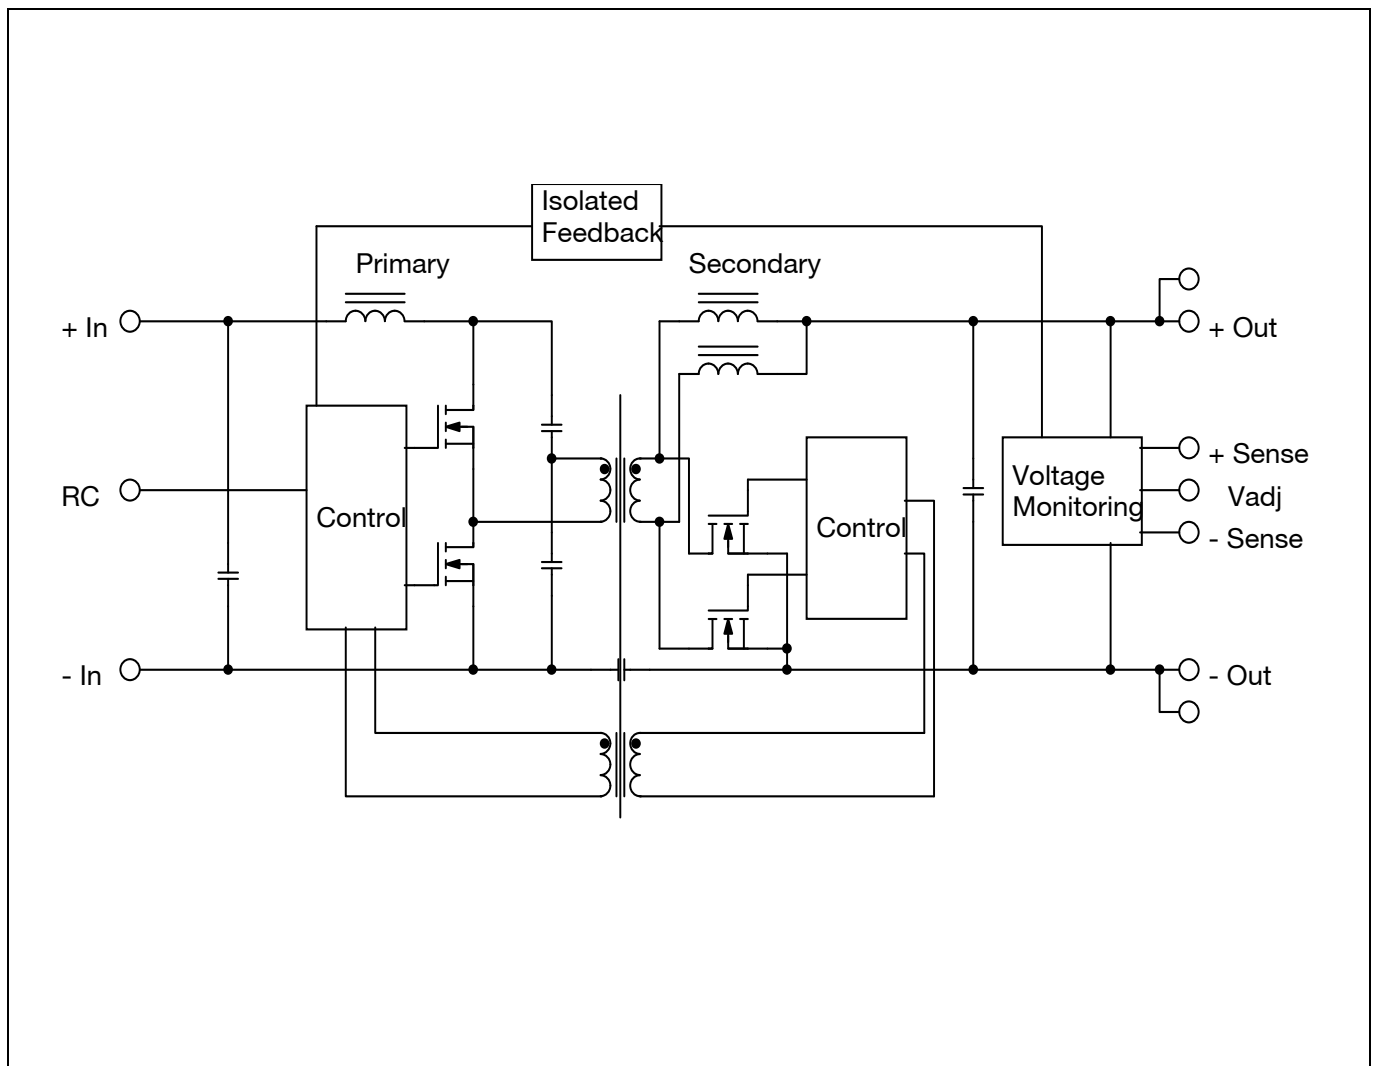 Isolated
Feedback
Primary
Secondary
+ In
+ Out
RC
Control
Control
Voltage
Monitoring
+ Sense
Vadj
- Sense
- In
- Out